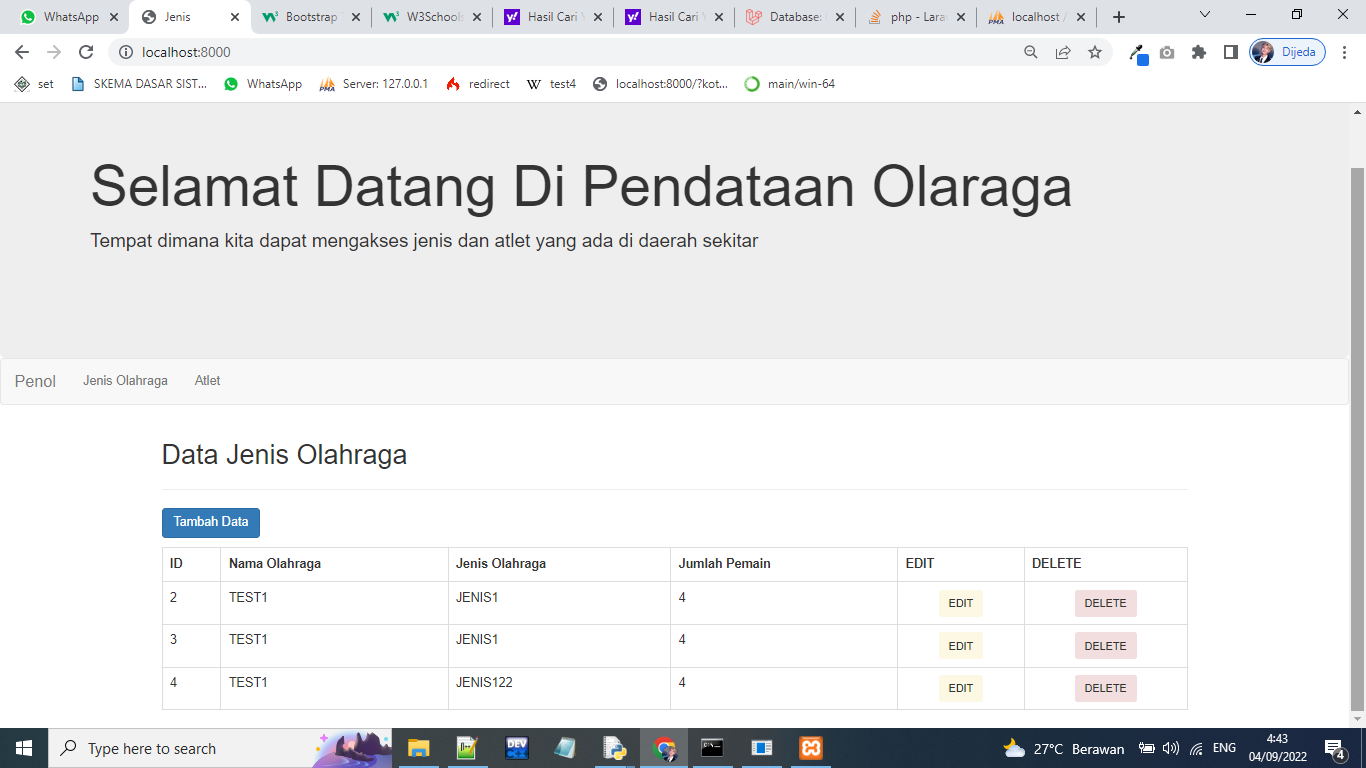 WhatsApp Jenis Bootstrap W3Schools Hasil Cari Hasil Cari Database: php - Lara localhost /
localhost:8000 Dijeda
set SKEMA DASAR SIST... WhatsApp Server: 127.0.0.1 redirect test4 localhost:8000/?kot... main/win-64
Selamat Datang Di Pendataan Olaraga
Tempat dimana kita dapat mengakses jenis dan atlet yang ada di daerah sekitar
Penol Jenis Olahraga Atlet
Data Jenis Olahraga
Tambah Data
ID Nama Olahraga Jenis Olahraga Jumlah Pemain EDIT DELETE
2 TEST1 JENIS1 4 EDIT DELETE
3 TEST1 JENIS1 4 EDIT DELETE
4 TEST1 JENIS122 4 EDIT DELETE
Type here to search DEV 27°C Berawan ENG 4:43
04/09/2022 4